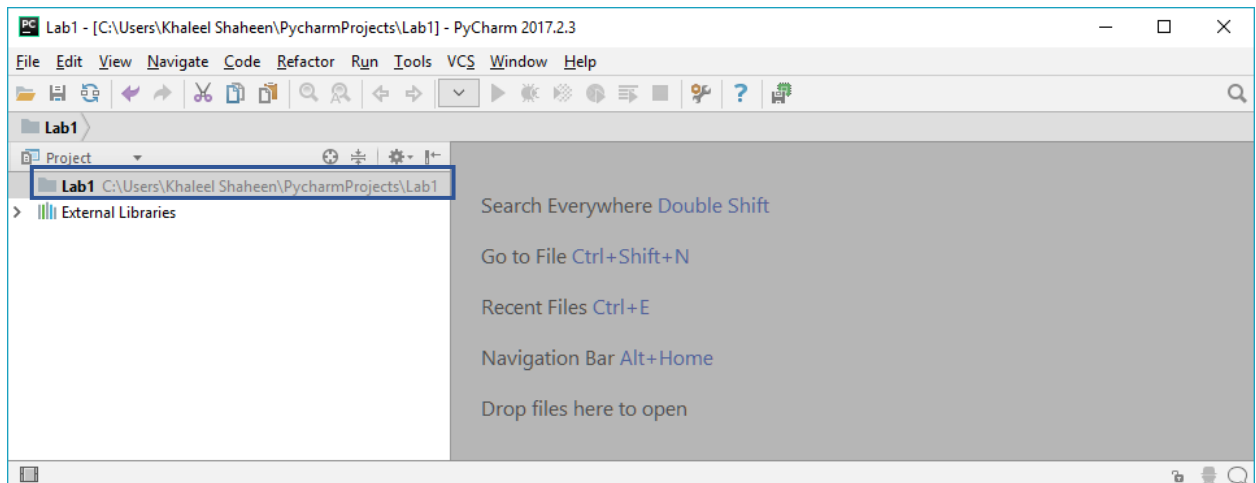 PC Lab1 - [C:\Users\Khaleel Shaheen\PycharmProjects\Lab1] - PyCharm 2017.2.3
File Edit View Navigate Code Refactor Run Tools VCS Window Help
Lab1
Project
Lab1 C:\Users\Khaleel Shaheen\PycharmProjects\Lab1
External Libraries
Search Everywhere Double Shift
Go to File Ctrl+Shift+N
Recent Files Ctrl+E
Navigation Bar Alt+Home
Drop files here to open